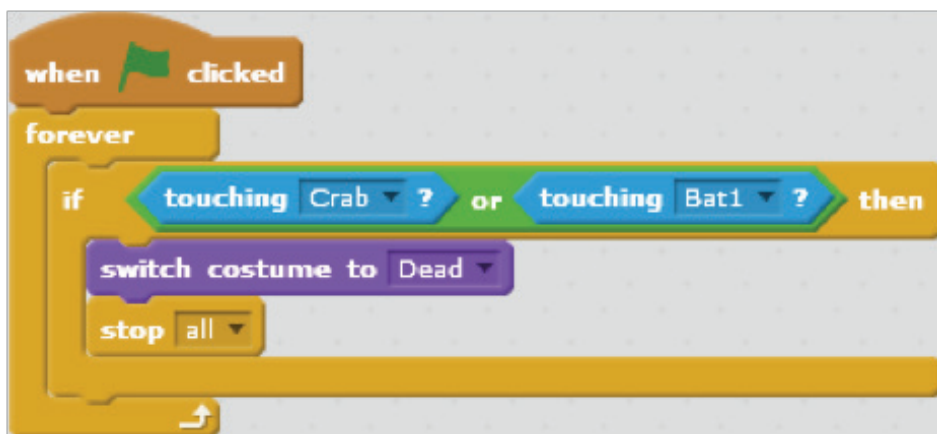 when clicked
forever
if touching Crab ? or touching Bat1 ? then
switch costume to Dead
stop all